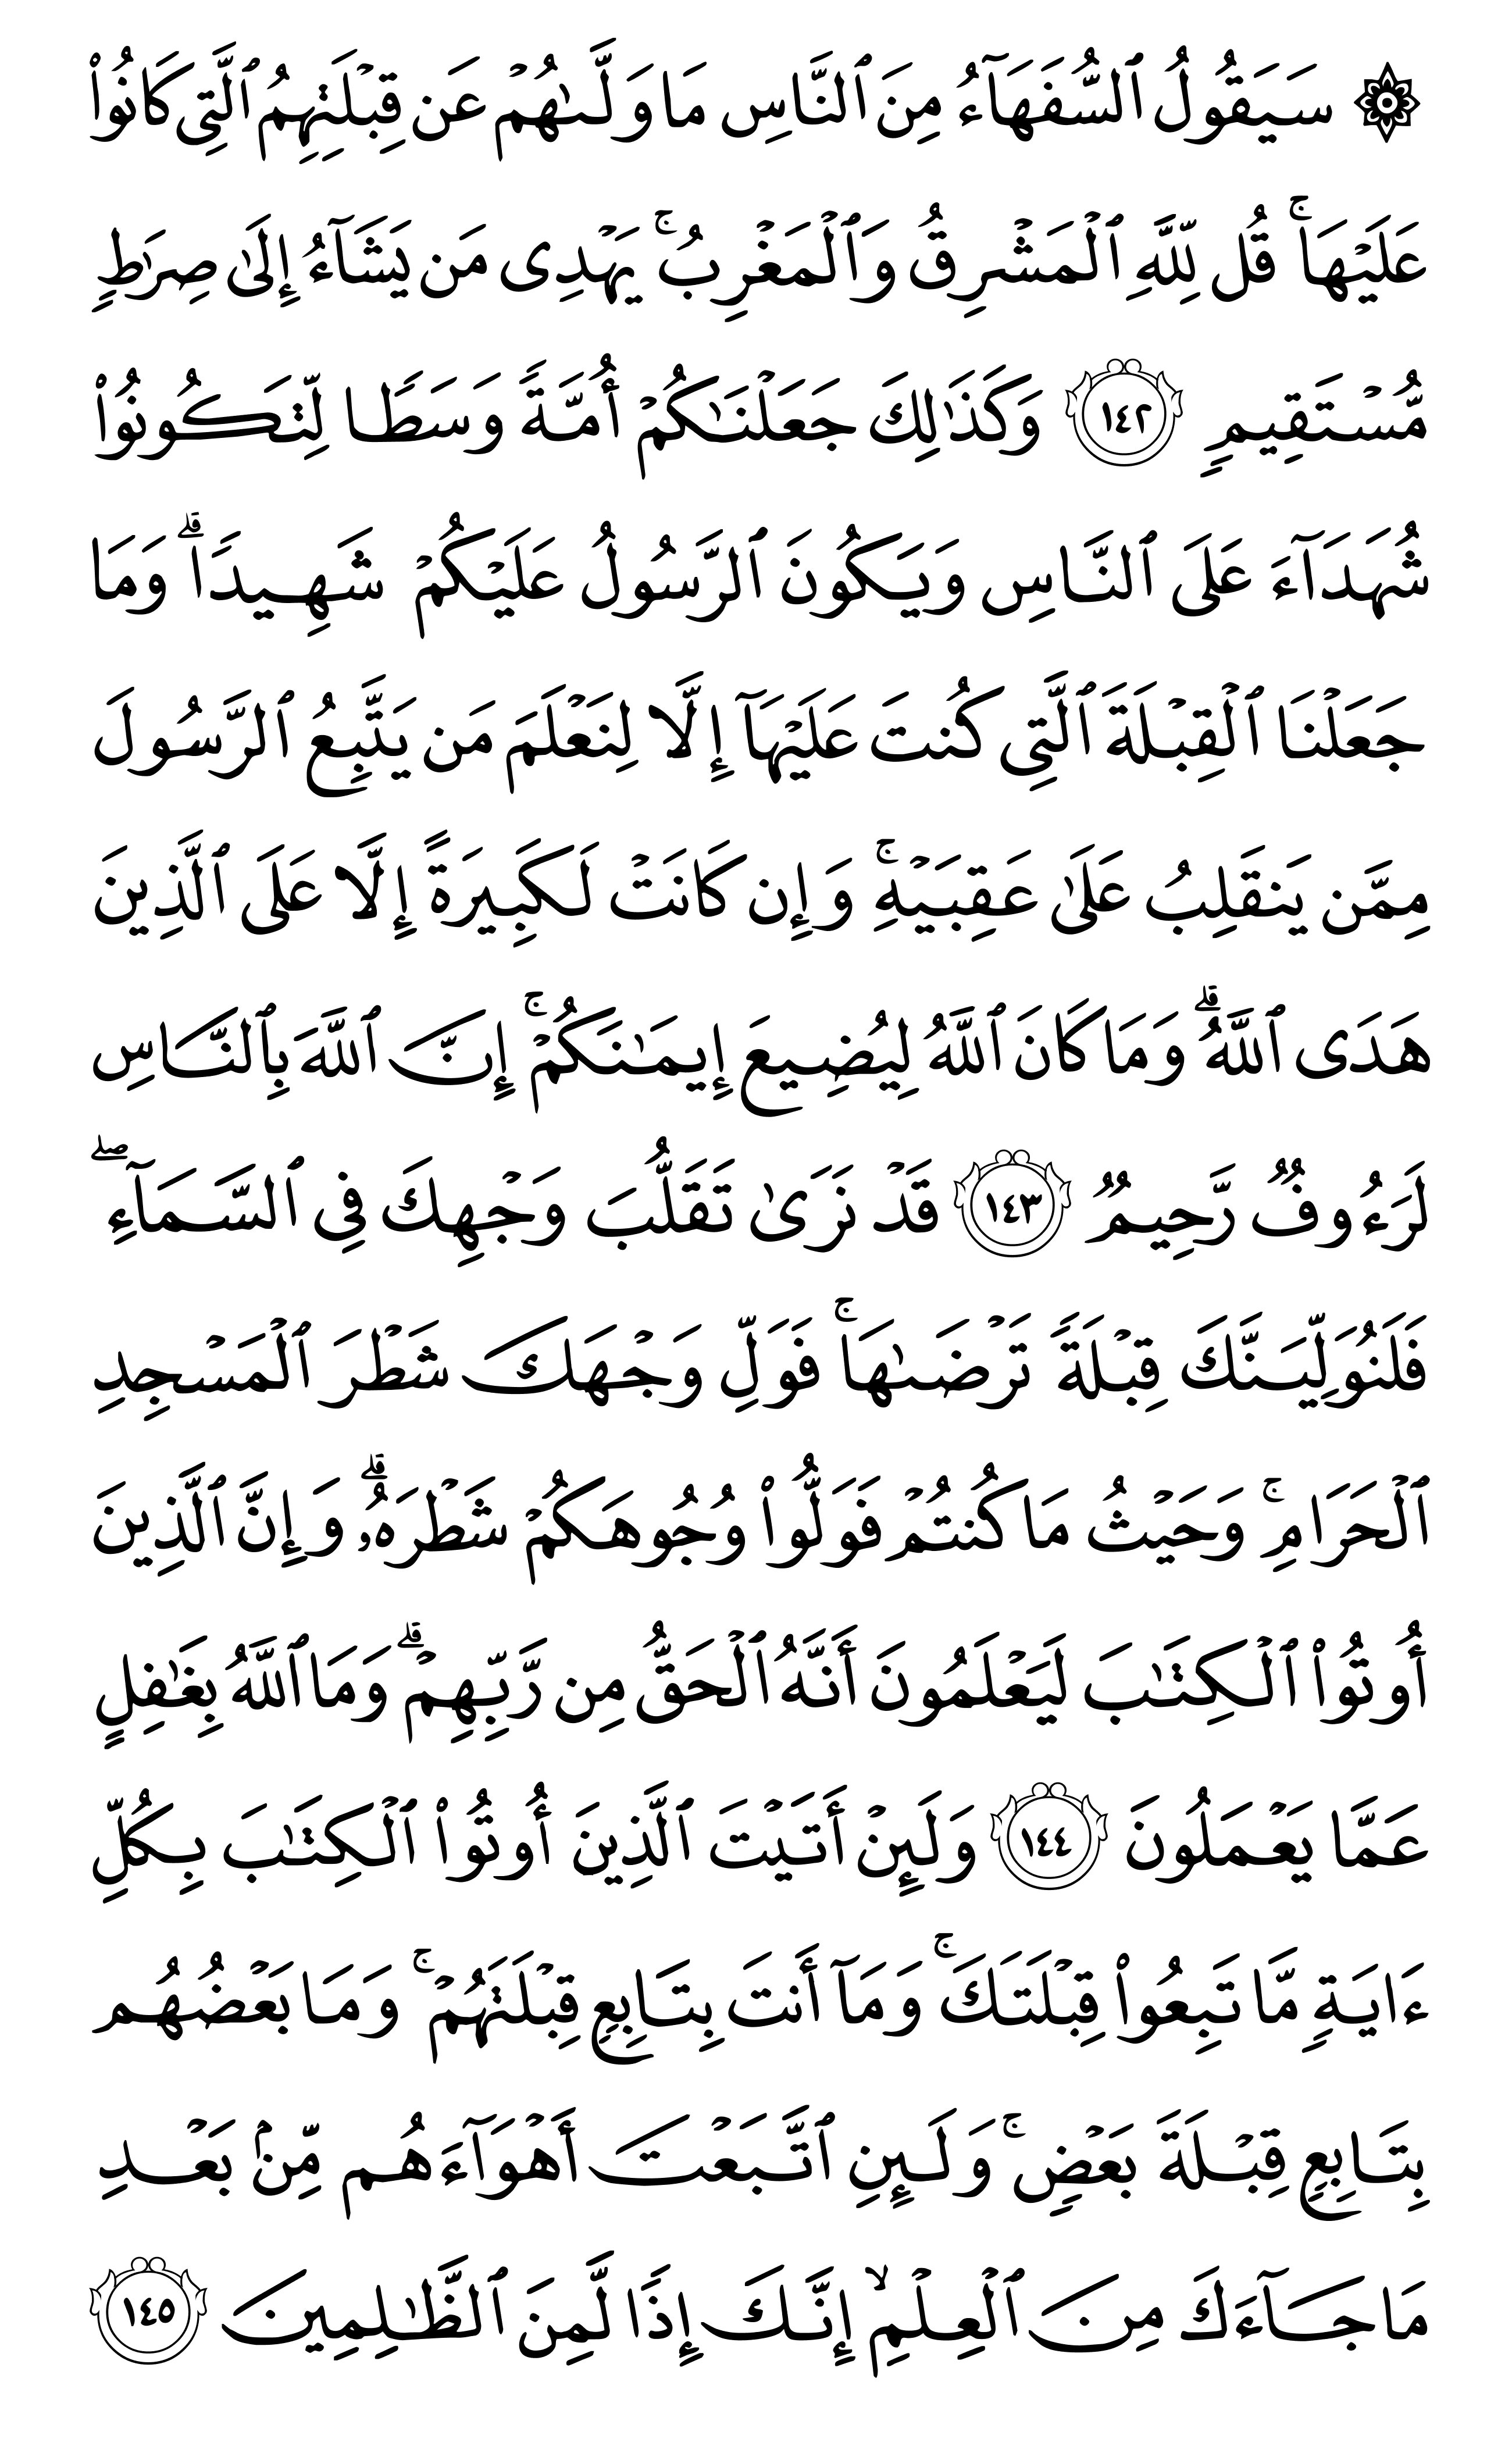 ۞ سَيَقُولُ ٱلسُّفَهَآءُ مِنَ ٱلنَّاسِ مَا وَلَّىٰهُمۡ عَن قِبۡلَتِهِمُ ٱلَّتِي كَانُواْ
عَلَيۡهَاۚ قُل لِّلَّهِ ٱلۡمَشۡرِقُ وَٱلۡمَغۡرِبُۚ يَهۡدِي مَن يَشَآءُ إِلَىٰ صِرَٰطٖ
مُّسۡتَقِيمٖ ١٤٢ وَكَذَٰلِكَ جَعَلۡنَٰكُمۡ أُمَّةٗ وَسَطٗا لِّتَكُونُواْ
شُهَدَآءَ عَلَى ٱلنَّاسِ وَيَكُونَ ٱلرَّسُولُ عَلَيۡكُمۡ شَهِيدٗاۗ وَمَا
جَعَلۡنَا ٱلۡقِبۡلَةَ ٱلَّتِي كُنتَ عَلَيۡهَآ إِلَّا لِنَعۡلَمَ مَن يَتَّبِعُ ٱلرَّسُولَ
مِمَّن يَنقَلِبُ عَلَىٰ عَقِبَيۡهِۚ وَإِن كَانَتۡ لَكَبِيرَةً إِلَّا عَلَى ٱلَّذِينَ
هَدَى ٱللَّهُۗ وَمَا كَانَ ٱللَّهُ لِيُضِيعَ إِيمَٰنَكُمۡۚ إِنَّ ٱللَّهَ بِٱلنَّاسِ
لَرَءُوفٞ رَّحِيمٞ ١٤٣ قَدۡ نَرَىٰ تَقَلُّبَ وَجۡهِكَ فِي ٱلسَّمَآءِۖ
فَلَنُوَلِّيَنَّكَ قِبۡلَةٗ تَرۡضَىٰهَاۚ فَوَلِّ وَجۡهَكَ شَطۡرَ ٱلۡمَسۡجِدِ
ٱلۡحَرَامِۚ وَحَيۡثُ مَا كُنتُمۡ فَوَلُّواْ وُجُوهَكُمۡ شَطۡرَهُۥۗ وَإِنَّ ٱلَّذِينَ
أُوتُواْ ٱلۡكِتَٰبَ لَيَعۡلَمُونَ أَنَّهُ ٱلۡحَقُّ مِن رَّبِّهِمۡۗ وَمَا ٱللَّهُ بِغَٰفِلٍ
عَمَّا يَعۡمَلُونَ ١٤٤ وَلَئِنۡ أَتَيۡتَ ٱلَّذِينَ أُوتُواْ ٱلۡكِتَٰبَ بِكُلِّ
ءَايَةٖ مَّا تَبِعُواْ قِبۡلَتَكَۚ وَمَآ أَنتَ بِتَابِعٖ قِبۡلَتَهُمۡۚ وَمَا بَعۡضُهُم
بِتَابِعٖ قِبۡلَةَ بَعۡضٖۚ وَلَئِنِ ٱتَّبَعۡتَ أَهۡوَآءَهُم مِّنۢ بَعۡدِ
مَا جَآءَكَ مِنَ ٱلۡعِلۡمِ إِنَّكَ إِذٗا لَّمِنَ ٱلظَّٰلِمِينَ ١٤٥